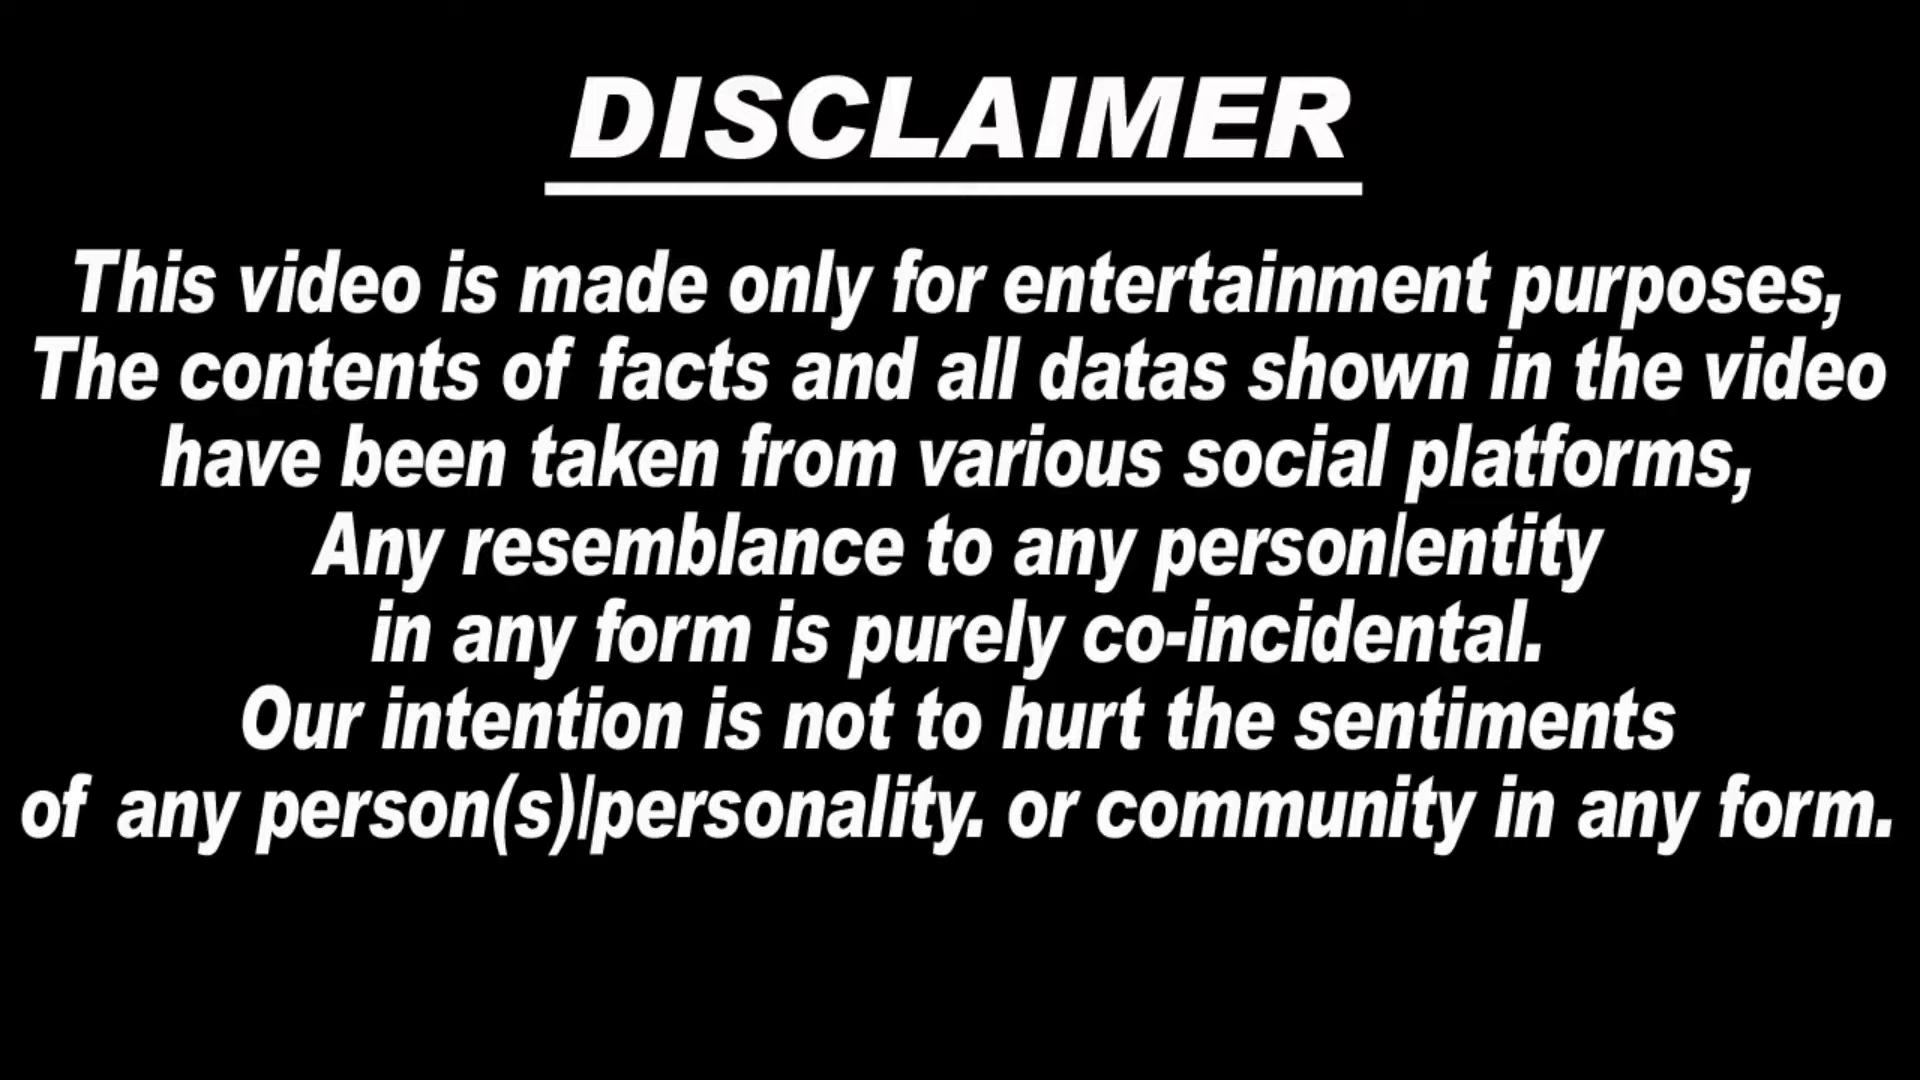 DISCLAIMER
This video is made only for entertainment purposes,
The contents of facts and all datas shown in the video
have been taken from various social platforms,
Any resemblance to any person|entity
in any form is purely co-incidental.
Our intention is not to hurt the sentiments
of any person(s)|personality. or community in any form.